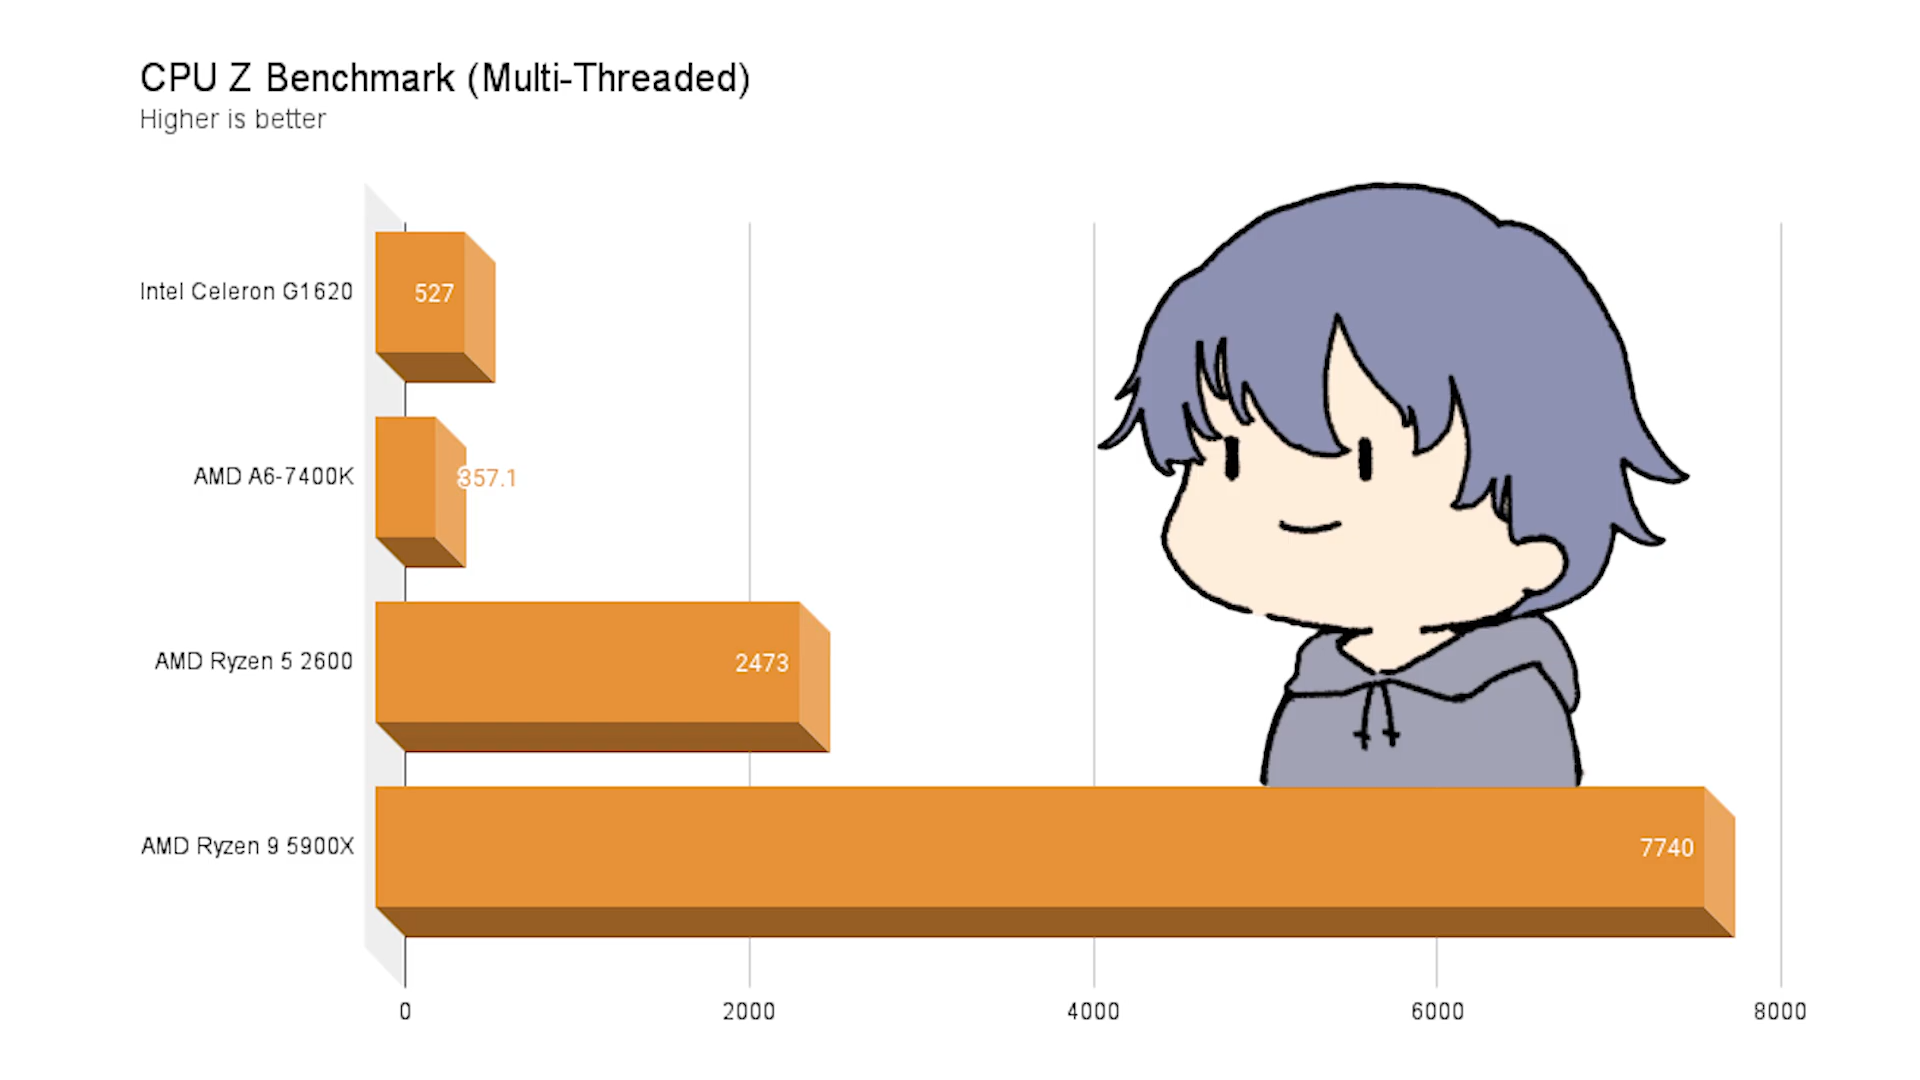 CPU Z Benchmark (Multi-Threaded)
Higher is better
Intel Celeron G1620
527
AMD A6-7400K
357.1
AMD Ryzen 5 2600
2473
AMD Ryzen 9 5900X
7740
0
2000
4000
6000
8000